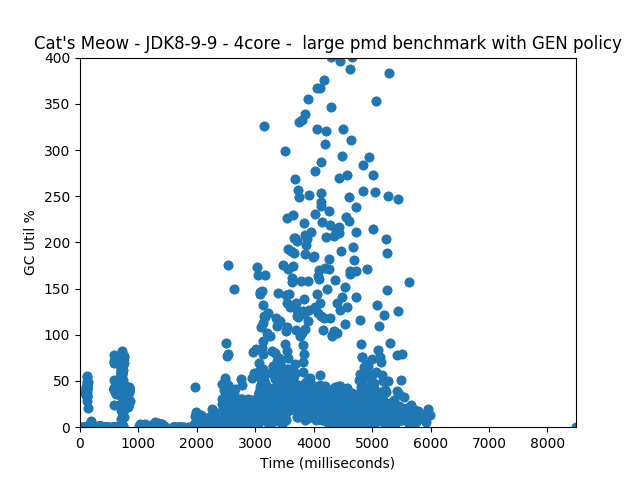 Cat's Meow - JDK8-9-9 - 4core -  large pmd benchmark with GEN policy
400
350
300
250
200
150
100
50
0
GC Util %
0 1000 2000 3000 4000 5000 6000 7000 8000
Time (milliseconds)